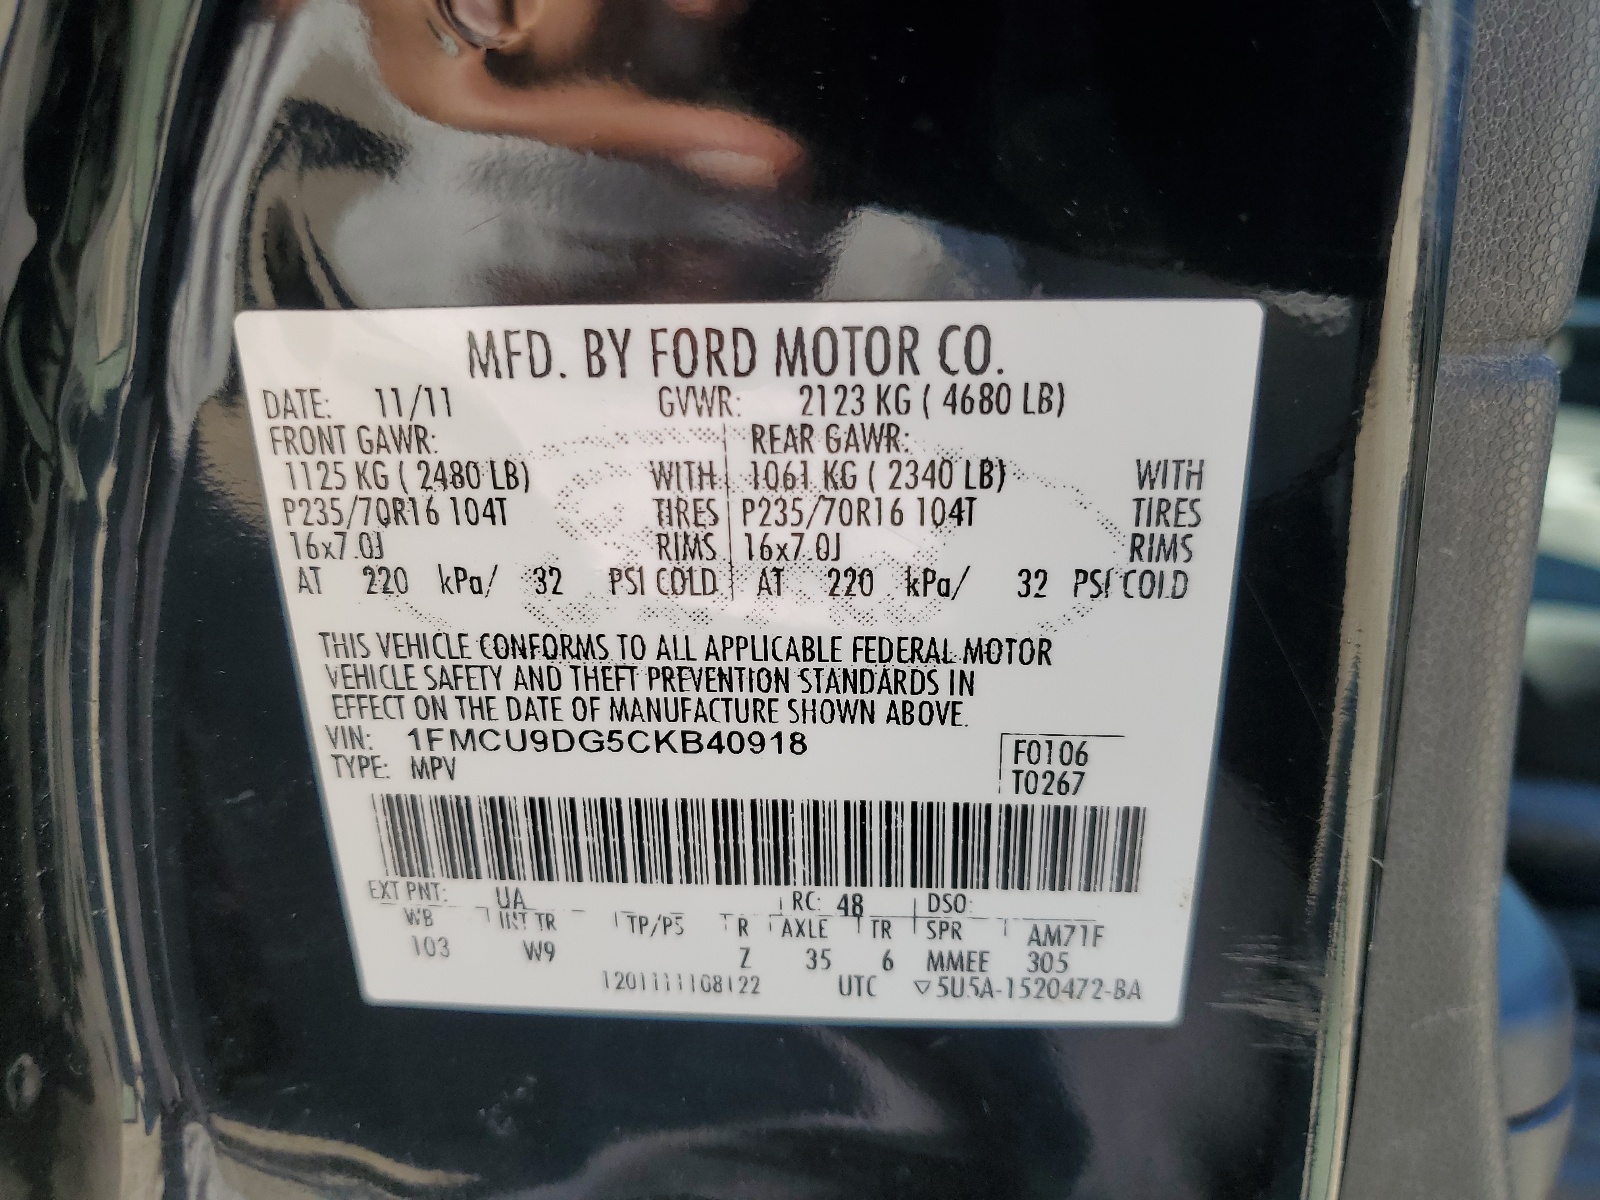 MFD. BY FORD MOTOR CO.
DATE: 11/11 GVWR: 2123 KG ( 4680 LB)
FRONT GAWR: REAR GAWR:
1125 KG ( 2480 LB) WITH 1061 KG ( 2340 LB) WITH
P235/70R16 104T TIRES P235/70R16 104T TIRES
16x7.0J RIMS 16x7.0J RIMS
AT 220 kPa/ 32 PSI COLD AT 220 kPa/ 32 PSI COLD
THIS VEHICLE CONFORMS TO ALL APPLICABLE FEDERAL MOTOR
VEHICLE SAFETY AND THEFT PREVENTION STANDARDS IN
EFFECT ON THE DATE OF MANUFACTURE SHOWN ABOVE.
VIN: 1FMCU9DG5CKB40918
TYPE: MPV
F0106
T0267
EXT PNT: UA RC: 48 DSO:
WB INT TR TP/PS R AXLE TR SPR AM71F
103 W9 Z 35 6 MMEE 305
UTC ▽5U5A-1520472-BA